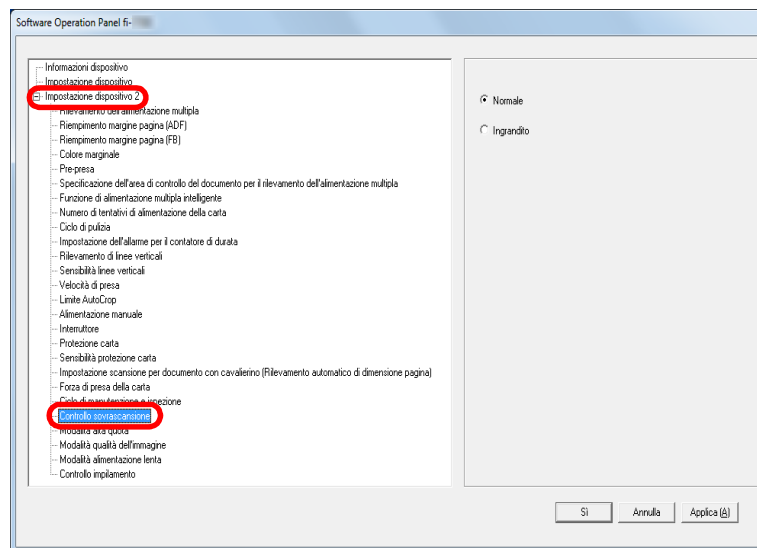 Software Operation Panel fi-
Informazioni dispositivo
Impostazione dispositivo
Impostazione dispositivo 2
Rilevamento dell'alimentazione multipla
Riempimento margine pagina (ADF)
Riempimento margine pagina (FB)
Colore marginale
Pre-presa
Specificazione dell'area di controllo del documento per il rilevamento dell'alimentazione multipla
Funzione di alimentazione multipla intelligente
Numero di tentativi di alimentazione della carta
Ciclo di pulizia
Impostazione dell'allarme per il contatore di durata
Rilevamento di linee verticali
Sensibilità linee verticali
Velocità di presa
Limite AutoCrop
Alimentazione manuale
Interruttore
Protezione carta
Sensibilità protezione carta
Impostazione scansione per documento con cavalierino (Rilevamento automatico di dimensione pagina)
Forza di presa della carta
Ciclo di manutenzione e ispezione
Controllo sovrascansione
Modalità alta quota
Modalità qualità dell'immagine
Modalità alimentazione lenta
Controllo impilamento
Normale
Ingrandito
Sì
Annulla
Applica (A)